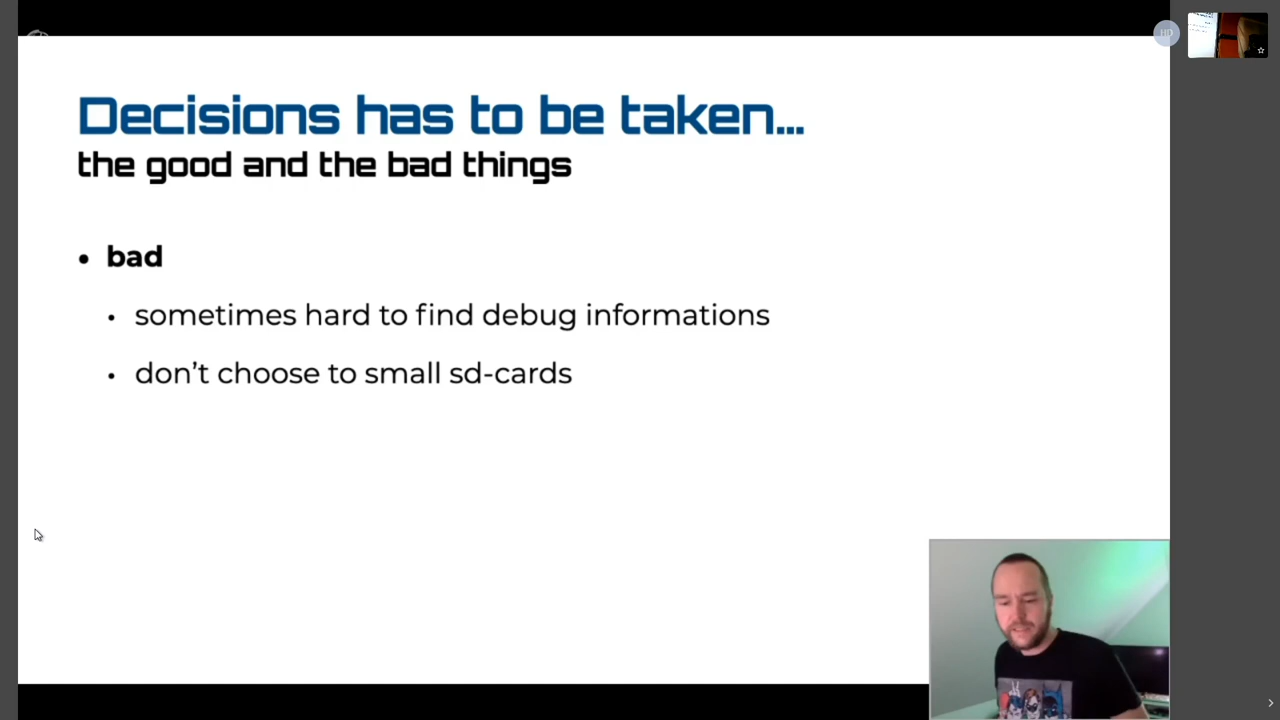 HD
Decisions has to be taken...
the good and the bad things
• bad
• sometimes hard to find debug informations
• don’t choose to small sd-cards